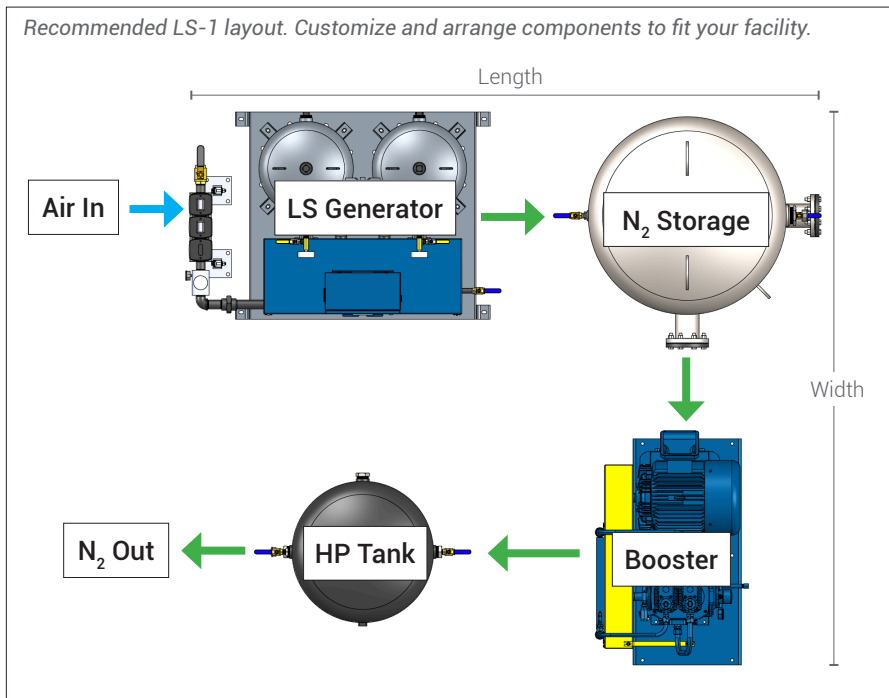 Recommended LS-1 layout. Customize and arrange components to fit your facility.
Length
Air In
LS Generator
N₂ Storage
Width
N₂ Out
HP Tank
Booster